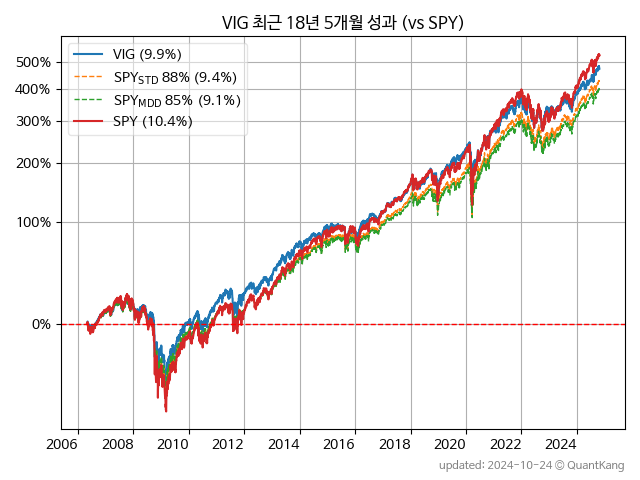 VIG 최근 18년 5개월 성과 (vs SPY)
VIG (9.9%)
SPY_STD 88% (9.4%)
SPY_MDD 85% (9.1%)
SPY (10.4%)
500%
400%
300%
200%
100%
0%
2006 2008 2010 2012 2014 2016 2018 2020 2022 2024
updated: 2024-10-24 © QuantKang